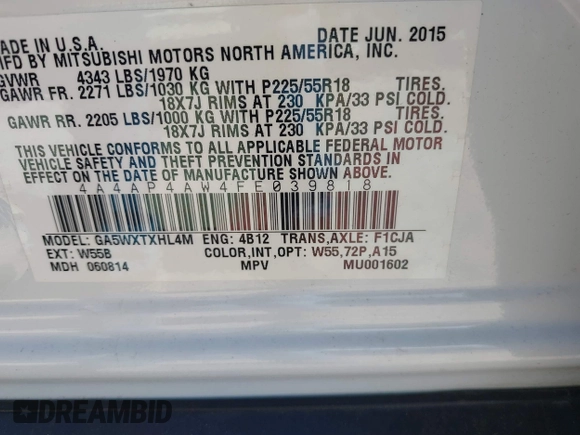 MADE IN U.S.A. DATE JUN. 2015
MFD BY MITSUBISHI MOTORS NORTH AMERICA, INC.
GVWR 4343 LBS/1970 KG
GAWR FR. 2271 LBS/1030 KG WITH P225/55R18 TIRES.
18X7J RIMS AT 230 KPA/33 PSI COLD.
GAWR RR. 2205 LBS/1000 KG WITH P225/55R18 TIRES.
18X7J RIMS AT 230 KPA/33 PSI COLD.
THIS VEHICLE CONFORMS TO ALL APPLICABLE FEDERAL MOTOR
VEHICLE SAFETY AND THEFT PREVENTION STANDARDS IN
EFFECT ON THE DATE OF MANUFACTURE SHOWN ABOVE.
4A4AP4AW4FE039818
MODEL: GA5WXTXHL4M ENG: 4B12 TRANS,AXLE: F1CJA
EXT: W55B COLOR,INT,OPT: W55,72P,A15
MDH 060814 MPV MU001602
DREAMBID